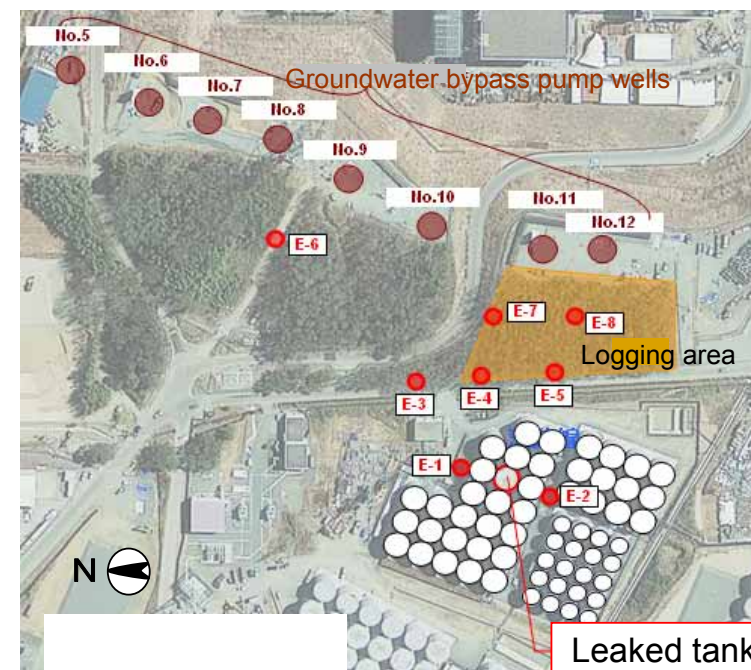 No.5
No.6
No.7
Groundwater bypass pump wells
No.8
No.9
No.10
No.11
No.12
E-6
E-7
E-8
Logging area
E-3
E-4
E-5
E-1
E-2
N
Leaked tank